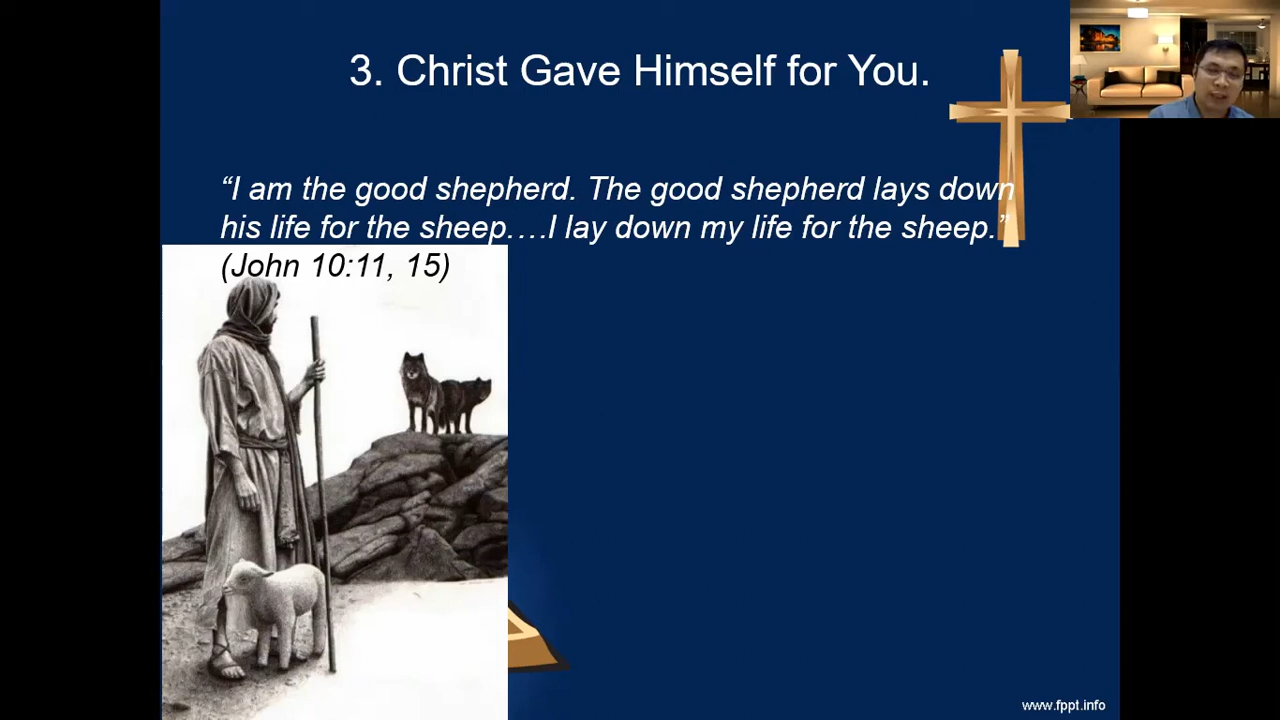 3. Christ Gave Himself for You.
“I am the good shepherd. The good shepherd lays down
his life for the sheep….I lay down my life for the sheep.”
(John 10:11, 15)
www.fppt.info